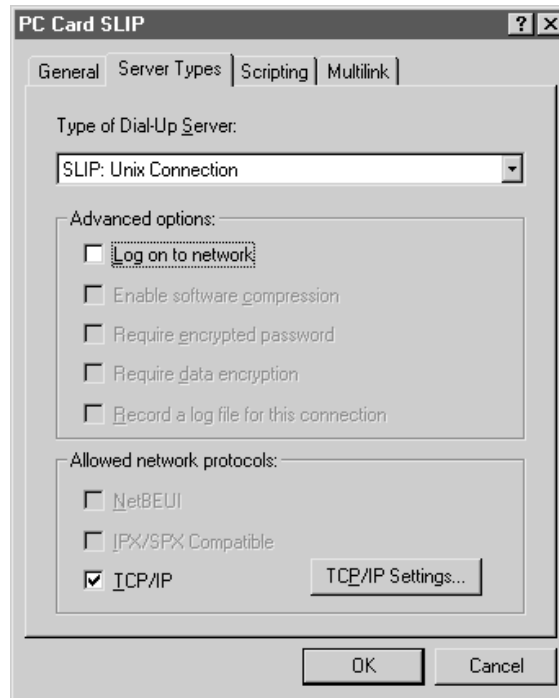 PC Card SLIP
General Server Types Scripting Multilink
Type of Dial-Up Server:
SLIP: Unix Connection
Advanced options:
Log on to network
Enable software compression
Require encrypted password
Require data encryption
Record a log file for this connection
Allowed network protocols:
NetBEUI
IPX/SPX Compatible
TCP/IP TCP/IP Settings...
OK Cancel